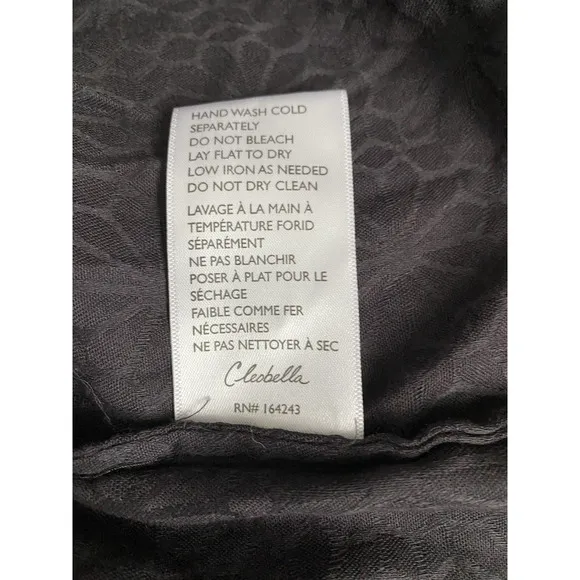 HAND WASH COLD
SEPARATELY
DO NOT BLEACH
LAY FLAT TO DRY
LOW IRON AS NEEDED
DO NOT DRY CLEAN
LAVAGE À LA MAIN À
TEMPÉRATURE FORID
SÉPARÉMENT
NE PAS BLANCHIR
POSER À PLAT POUR LE
SÉCHAGE
FAIBLE COMME FER
NÉCESSAIRES
NE PAS NETTOYER À SEC
Cleobella
RN# 164243